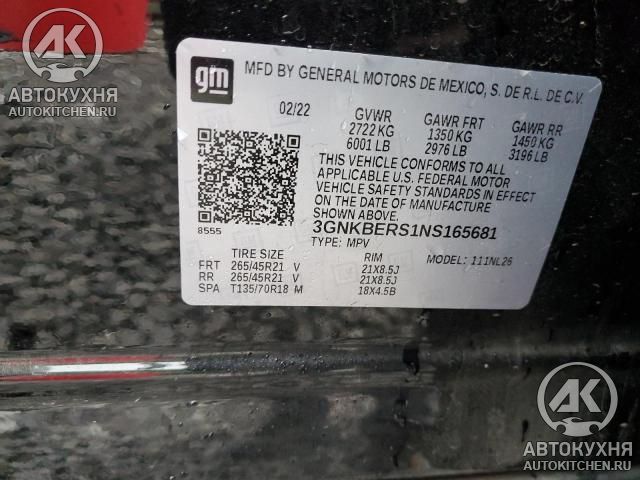 АК
АВТОКУХНЯ
AUTOKITCHEN.RU
gm
MFD BY GENERAL MOTORS DE MEXICO, S. DE R.L. DE C.V.
02/22 GVWR GAWR FRT GAWR RR
2722 KG 1350 KG 1450 KG
6001 LB 2976 LB 3196 LB
THIS VEHICLE CONFORMS TO ALL
APPLICABLE U.S. FEDERAL MOTOR
VEHICLE SAFETY STANDARDS IN EFFECT
ON THE DATE OF MANUFACTURE
SHOWN ABOVE.
8555 3GNKBERS1NS165681
TYPE: MPV MODEL: 111NL26
TIRE SIZE RIM
FRT 265/45R21 V 21X8.5J
RR 265/45R21 V 21X8.5J
SPA T135/70R18 M 18X4.5B
АК
АВТОКУХНЯ
AUTOKITCHEN.RU